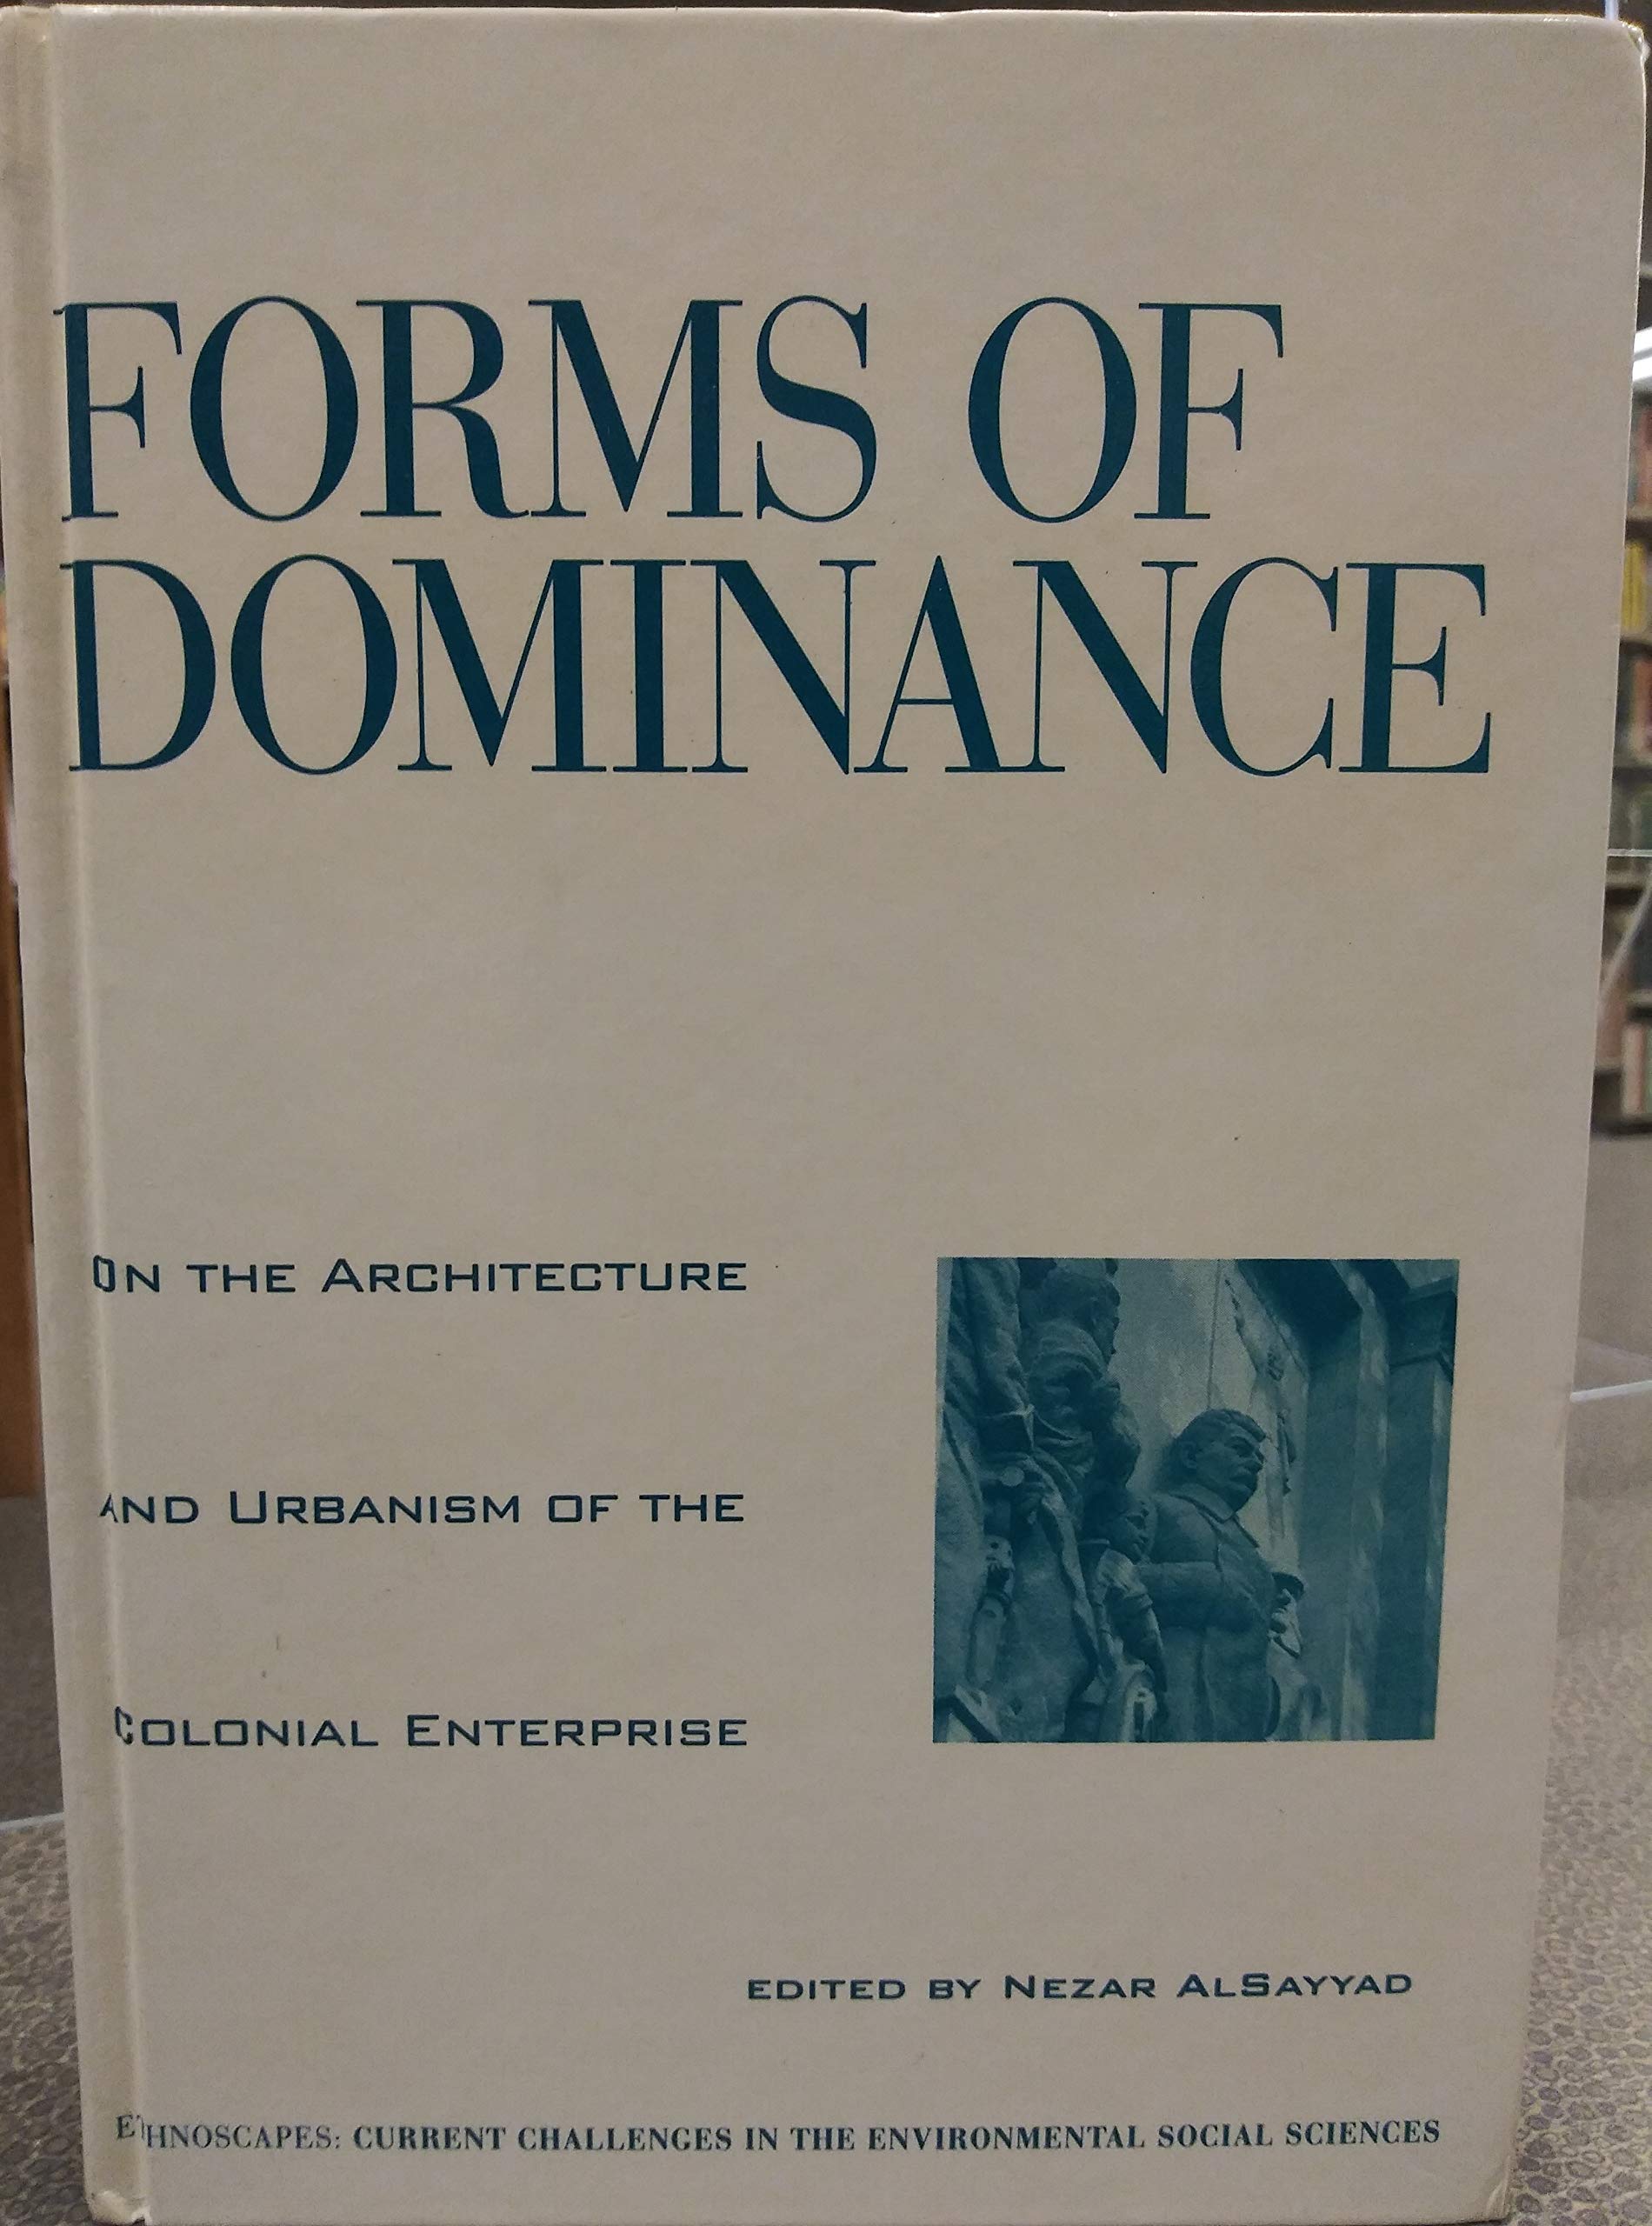 FORMS OF
DOMINANCE
ON THE ARCHITECTURE
AND URBANISM OF THE
COLONIAL ENTERPRISE
EDITED BY NEZAR ALSAYYAD
ETHNOSCAPES: CURRENT CHALLENGES IN THE ENVIRONMENTAL SOCIAL SCIENCES